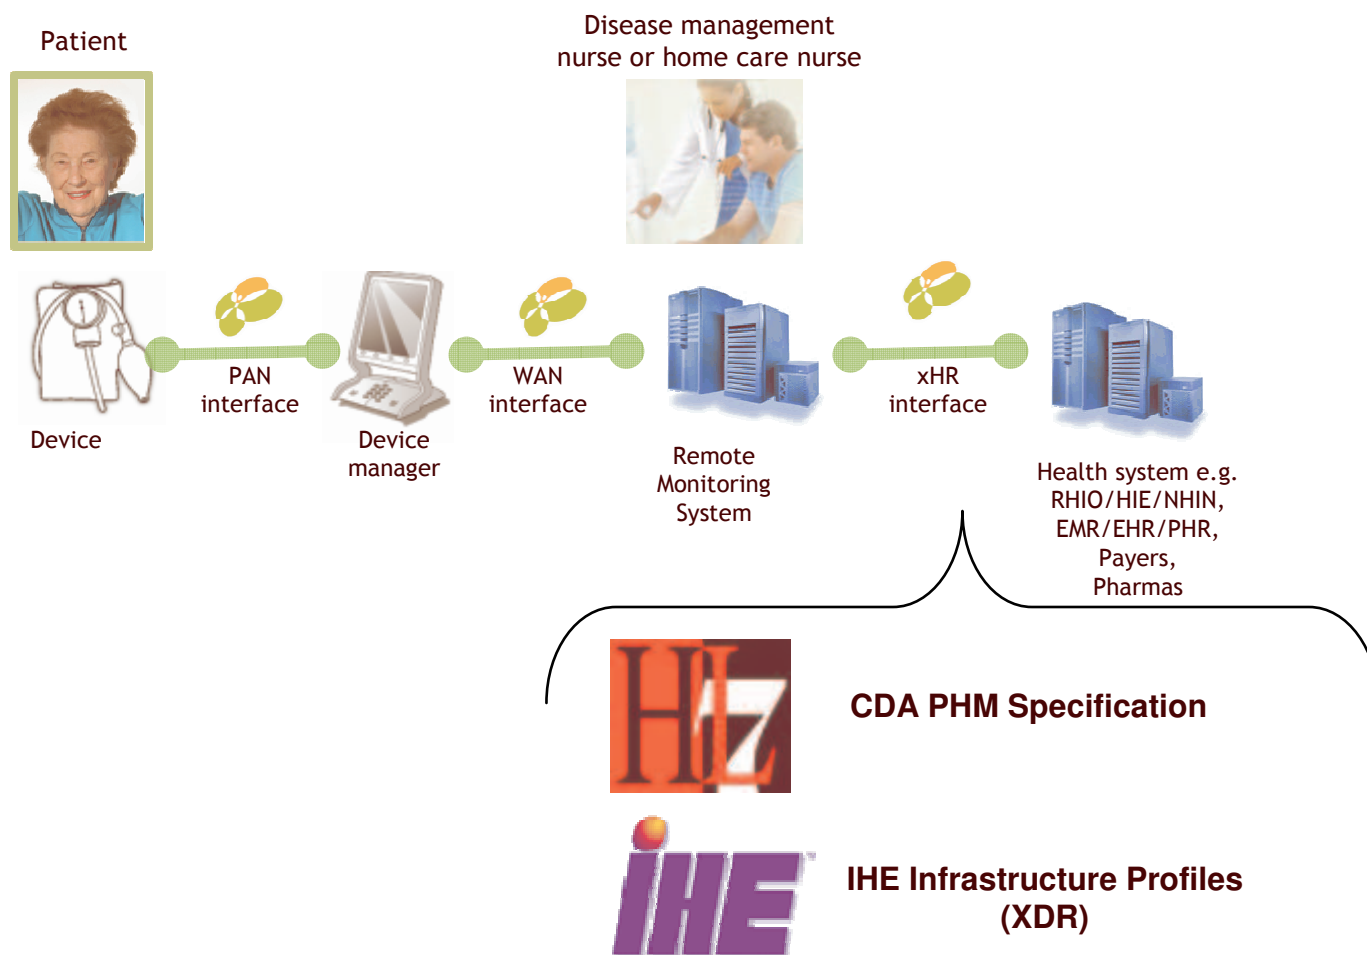 Patient
Disease management
nurse or home care nurse
PAN
interface
WAN
interface
xHR
interface
Device
Device
manager
Remote
Monitoring
System
Health system e.g.
RHIO/HIE/NHIN,
EMR/EHR/PHR,
Payers,
Pharmas
HL7
CDA PHM Specification
iHE
IHE Infrastructure Profiles
(XDR)